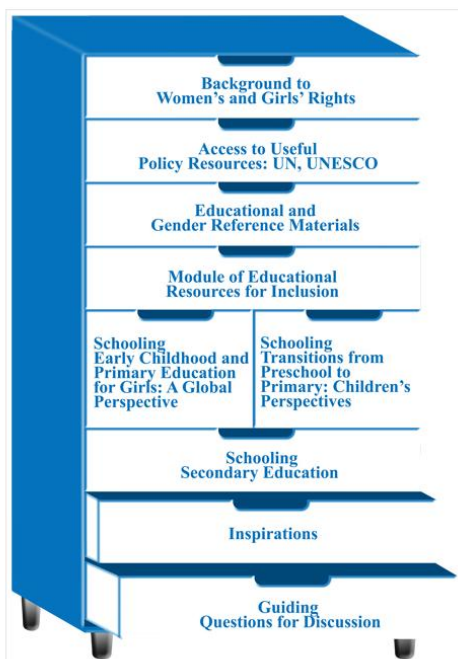 Background to
Women's and Girls' Rights
Access to Useful
Policy Resources: UN, UNESCO
Educational and
Gender Reference Materials
Module of Educational
Resources for Inclusion
Schooling
Early Childhood and
Primary Education
for Girls: A Global
Perspective
Schooling
Transitions from
Preschool to
Primary: Children's
Perspectives
Schooling
Secondary Education
Inspirations
Guiding
Questions for Discussion